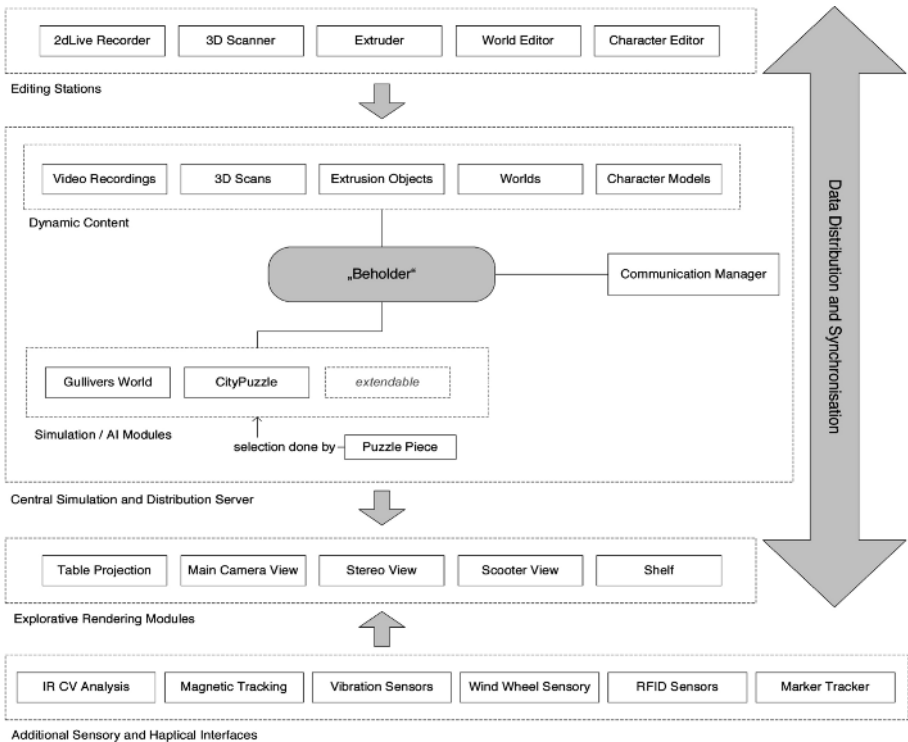 2dLive Recorder
3D Scanner
Extruder
World Editor
Character Editor
Editing Stations
Video Recordings
3D Scans
Extrusion Objects
Worlds
Character Models
Dynamic Content
„Beholder“
Communication Manager
Gullivers World
CityPuzzle
extendable
Simulation / AI Modules
selection done by
Puzzle Piece
Central Simulation and Distribution Server
Table Projection
Main Camera View
Stereo View
Scooter View
Shelf
Explorative Rendering Modules
IR CV Analysis
Magnetic Tracking
Vibration Sensors
Wind Wheel Sensory
RFID Sensors
Marker Tracker
Additional Sensory and Haptical Interfaces
Data Distribution and Synchronisation